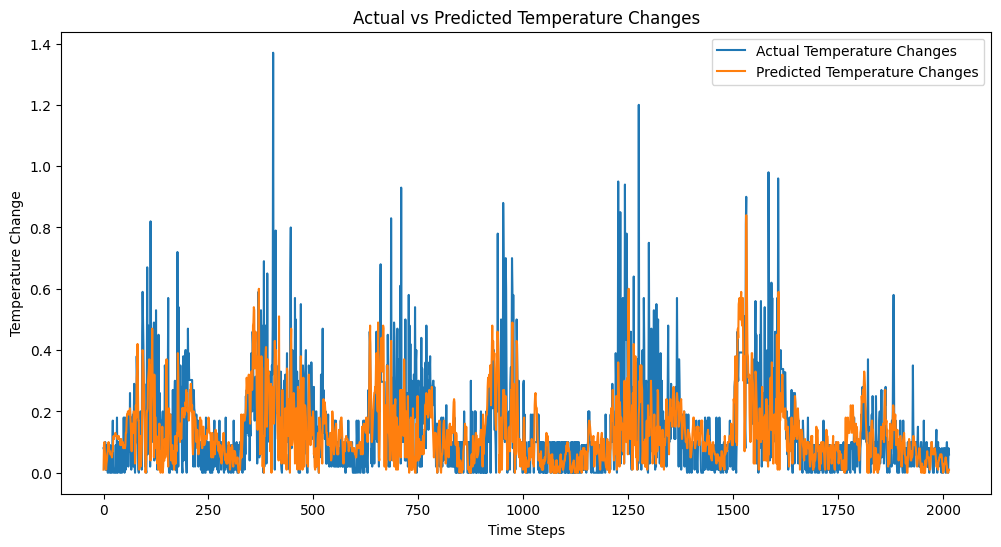 Actual vs Predicted Temperature Changes
Actual Temperature Changes
Predicted Temperature Changes
1.4
1.2
1.0
0.8
0.6
0.4
0.2
0.0
Temperature Change
0 250 500 750 1000 1250 1500 1750 2000
Time Steps